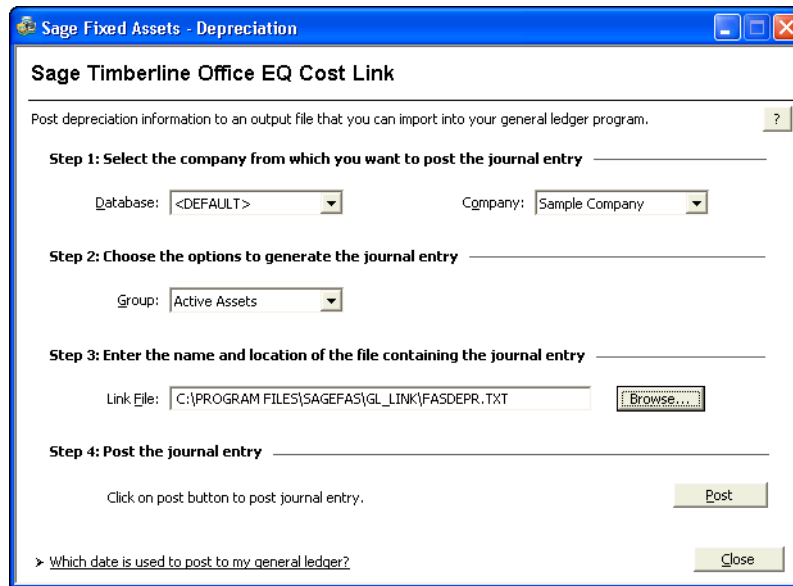 Sage Fixed Assets - Depreciation
Sage Timberline Office EQ Cost Link
Post depreciation information to an output file that you can import into your general ledger program.
?
Step 1: Select the company from which you want to post the journal entry
Database: <DEFAULT> Company: Sample Company
Step 2: Choose the options to generate the journal entry
Group: Active Assets
Step 3: Enter the name and location of the file containing the journal entry
Link File: C:\PROGRAM FILES\SAGEFAS\GL_LINK\FASDEPR.TXT Browse...
Step 4: Post the journal entry
Click on post button to post journal entry. Post
Which date is used to post to my general ledger? Close